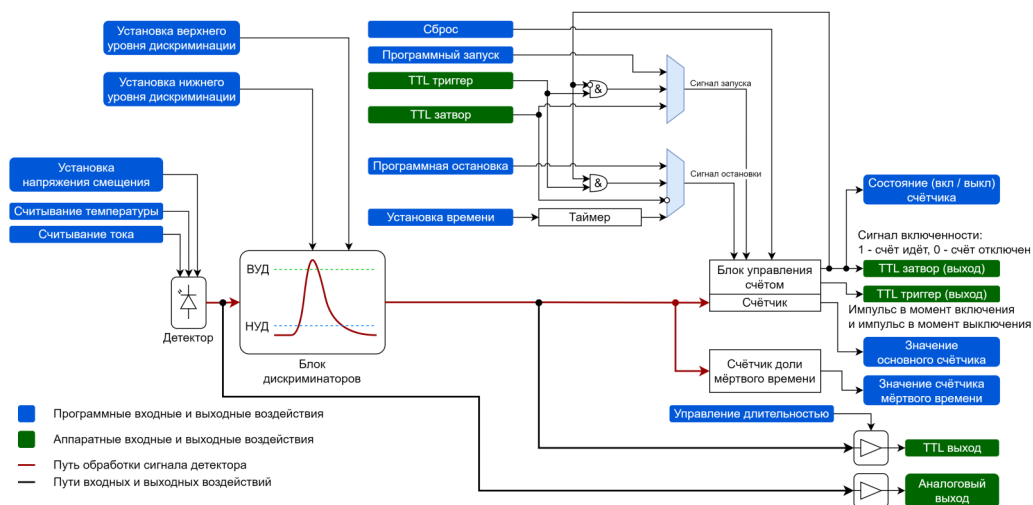 Установка верхнего
уровня дискриминации
Установка нижнего
уровня дискриминации
Установка
напряжения смещения
Считывание температуры
Считывание тока
Детектор
ВУД
НУД
Блок
дискриминаторов
Сброс
Программный запуск
TTL триггер
TTL затвор
Программная остановка
Установка времени
Таймер
&
&
Сигнал запуска
Сигнал остановки
Блок управления
счётом
Счётчик
Счётчик доли
мёртвого времени
Управление длительностью
Состояние (вкл / выкл)
счётчика
Сигнал включенности:
1 - счёт идёт, 0 - счёт отключен
TTL затвор (выход)
TTL триггер (выход)
Импульс в момент включения
и импульс в момент выключения
Значение
основного счётчика
Значение счётчика
мёртвого времени
TTL выход
Аналоговый
выход
Программные входные и выходные воздействия
Аппаратные входные и выходные воздействия
Путь обработки сигнала детектора
Пути входных и выходных воздействий